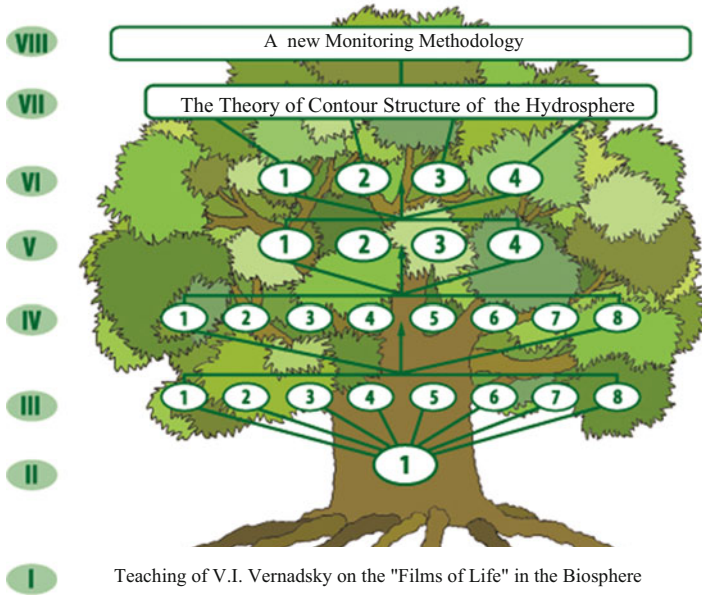 VIII A new Monitoring Methodology
VII The Theory of Contour Structure of the Hydrosphere
VI 1 2 3 4
V 1 2 3 4
IV 1 2 3 4 5 6 7 8
III 1 2 3 4 5 6 7 8
II 1
I Teaching of V.I. Vernadsky on the "Films of Life" in the Biosphere